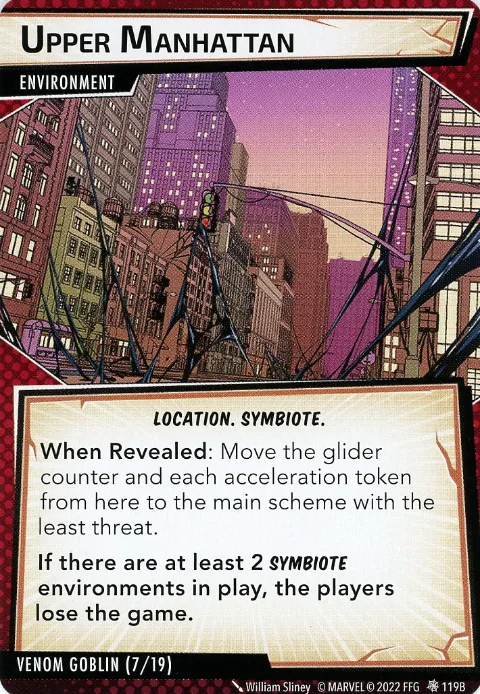 UPPER MANHATTAN
ENVIRONMENT
LOCATION. SYMBIOTE.
When Revealed: Move the glider
counter and each acceleration token
from here to the main scheme with the
least threat.
If there are at least 2 SYMBIOTE
environments in play, the players
lose the game.
VENOM GOBLIN (7/19)
William Sliney © MARVEL © 2022 FFG 119B